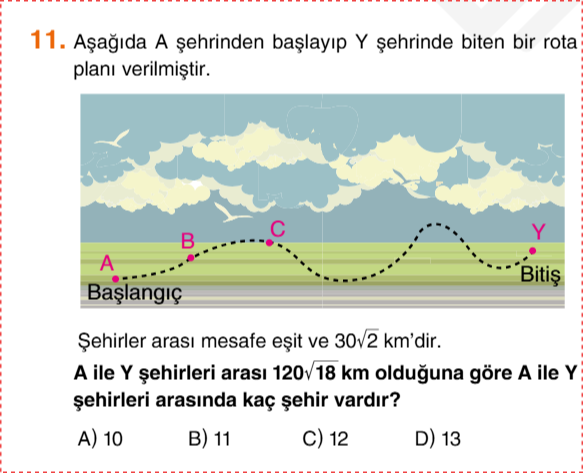 11. Aşağıda A şehrinden başlayıp Y şehrinde biten bir rota
planı verilmiştir.
A
B
C
Y
Başlangıç
Bitiş
Şehirler arası mesafe eşit ve 30√2 km'dir.
A ile Y şehirleri arası 120√18 km olduğuna göre A ile Y
şehirleri arasında kaç şehir vardır?
A) 10 B) 11 C) 12 D) 13